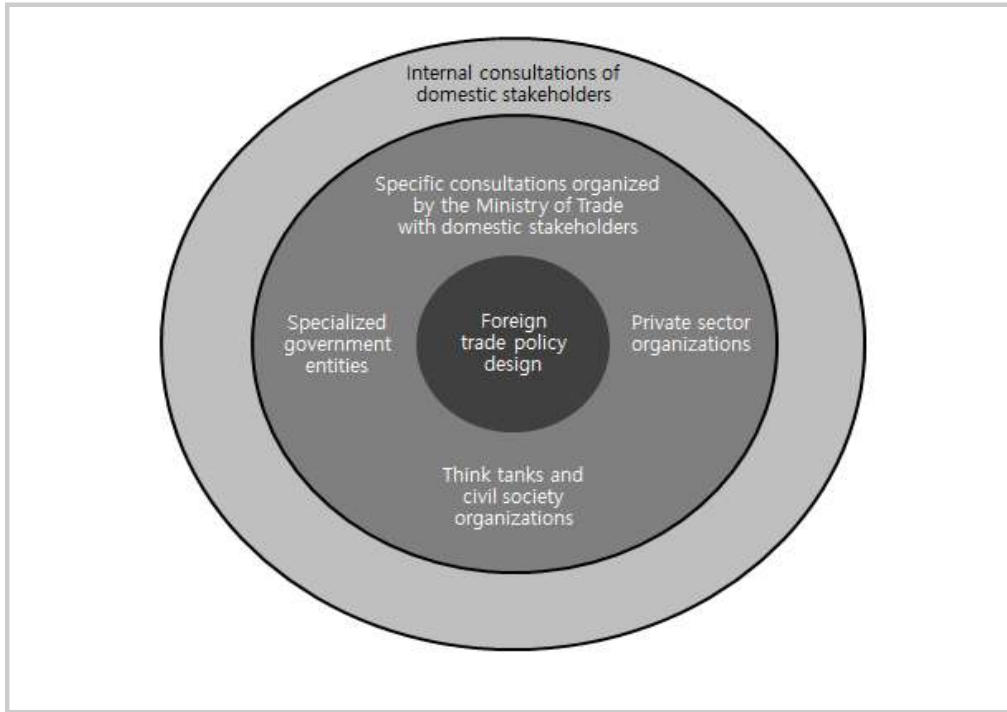 Internal consultations of
domestic stakeholders
Specific consultations organized
by the Ministry of Trade
with domestic stakeholders
Specialized
government
entities
Foreign
trade policy
design
Private sector
organizations
Think tanks and
civil society
organizations